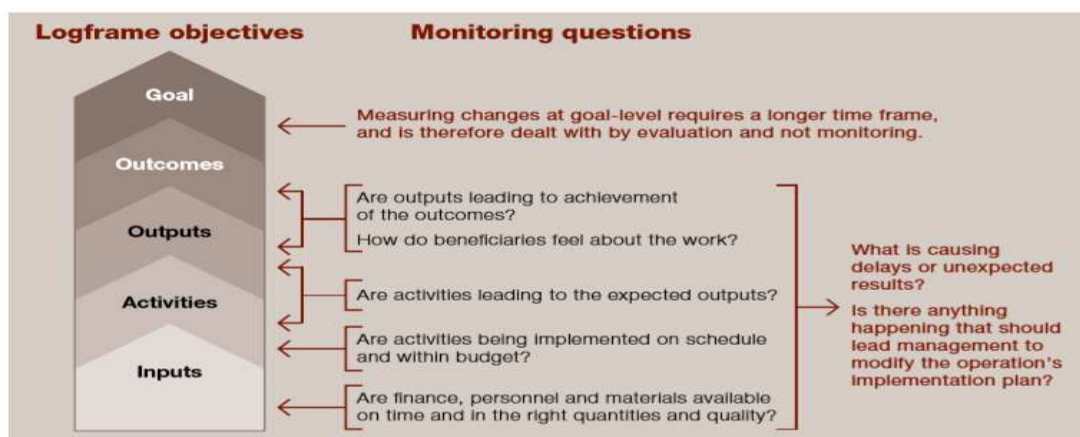 Logframe objectives
Monitoring questions
Goal
Measuring changes at goal-level requires a longer time frame,
and is therefore dealt with by evaluation and not monitoring.
Outcomes
Are outputs leading to achievement
of the outcomes?
How do beneficiaries feel about the work?
Outputs
Are activities leading to the expected outputs?
Activities
Are activities being implemented on schedule
and within budget?
Inputs
Are finance, personnel and materials available
on time and in the right quantities and quality?
What is causing
delays or unexpected
results?
Is there anything
happening that should
lead management to
modify the operation's
implementation plan?